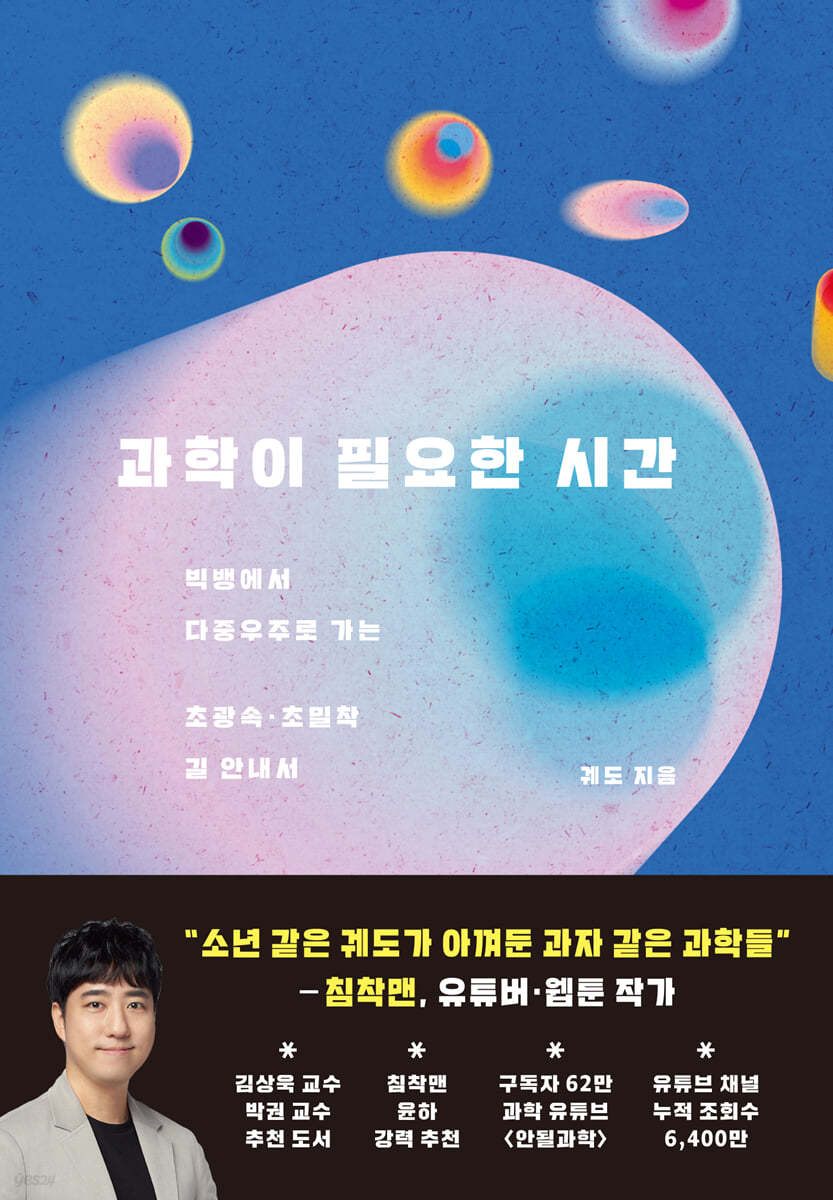 과학이 필요한 시간
빅뱅에서
다중우주로 가는
초광속·초밀착
길 안내서
궤도 지음
“소년 같은 궤도가 아껴둔 과자 같은 과학들”
– 침착맨, 유튜버·웹툰 작가
*
김상욱 교수
박권 교수
추천 도서
*
침착맨
윤하
강력 추천
*
구독자 62만
과학 유튜브
〈안될과학〉
*
유튜브 채널
누적 조회수
6,400만
yes24